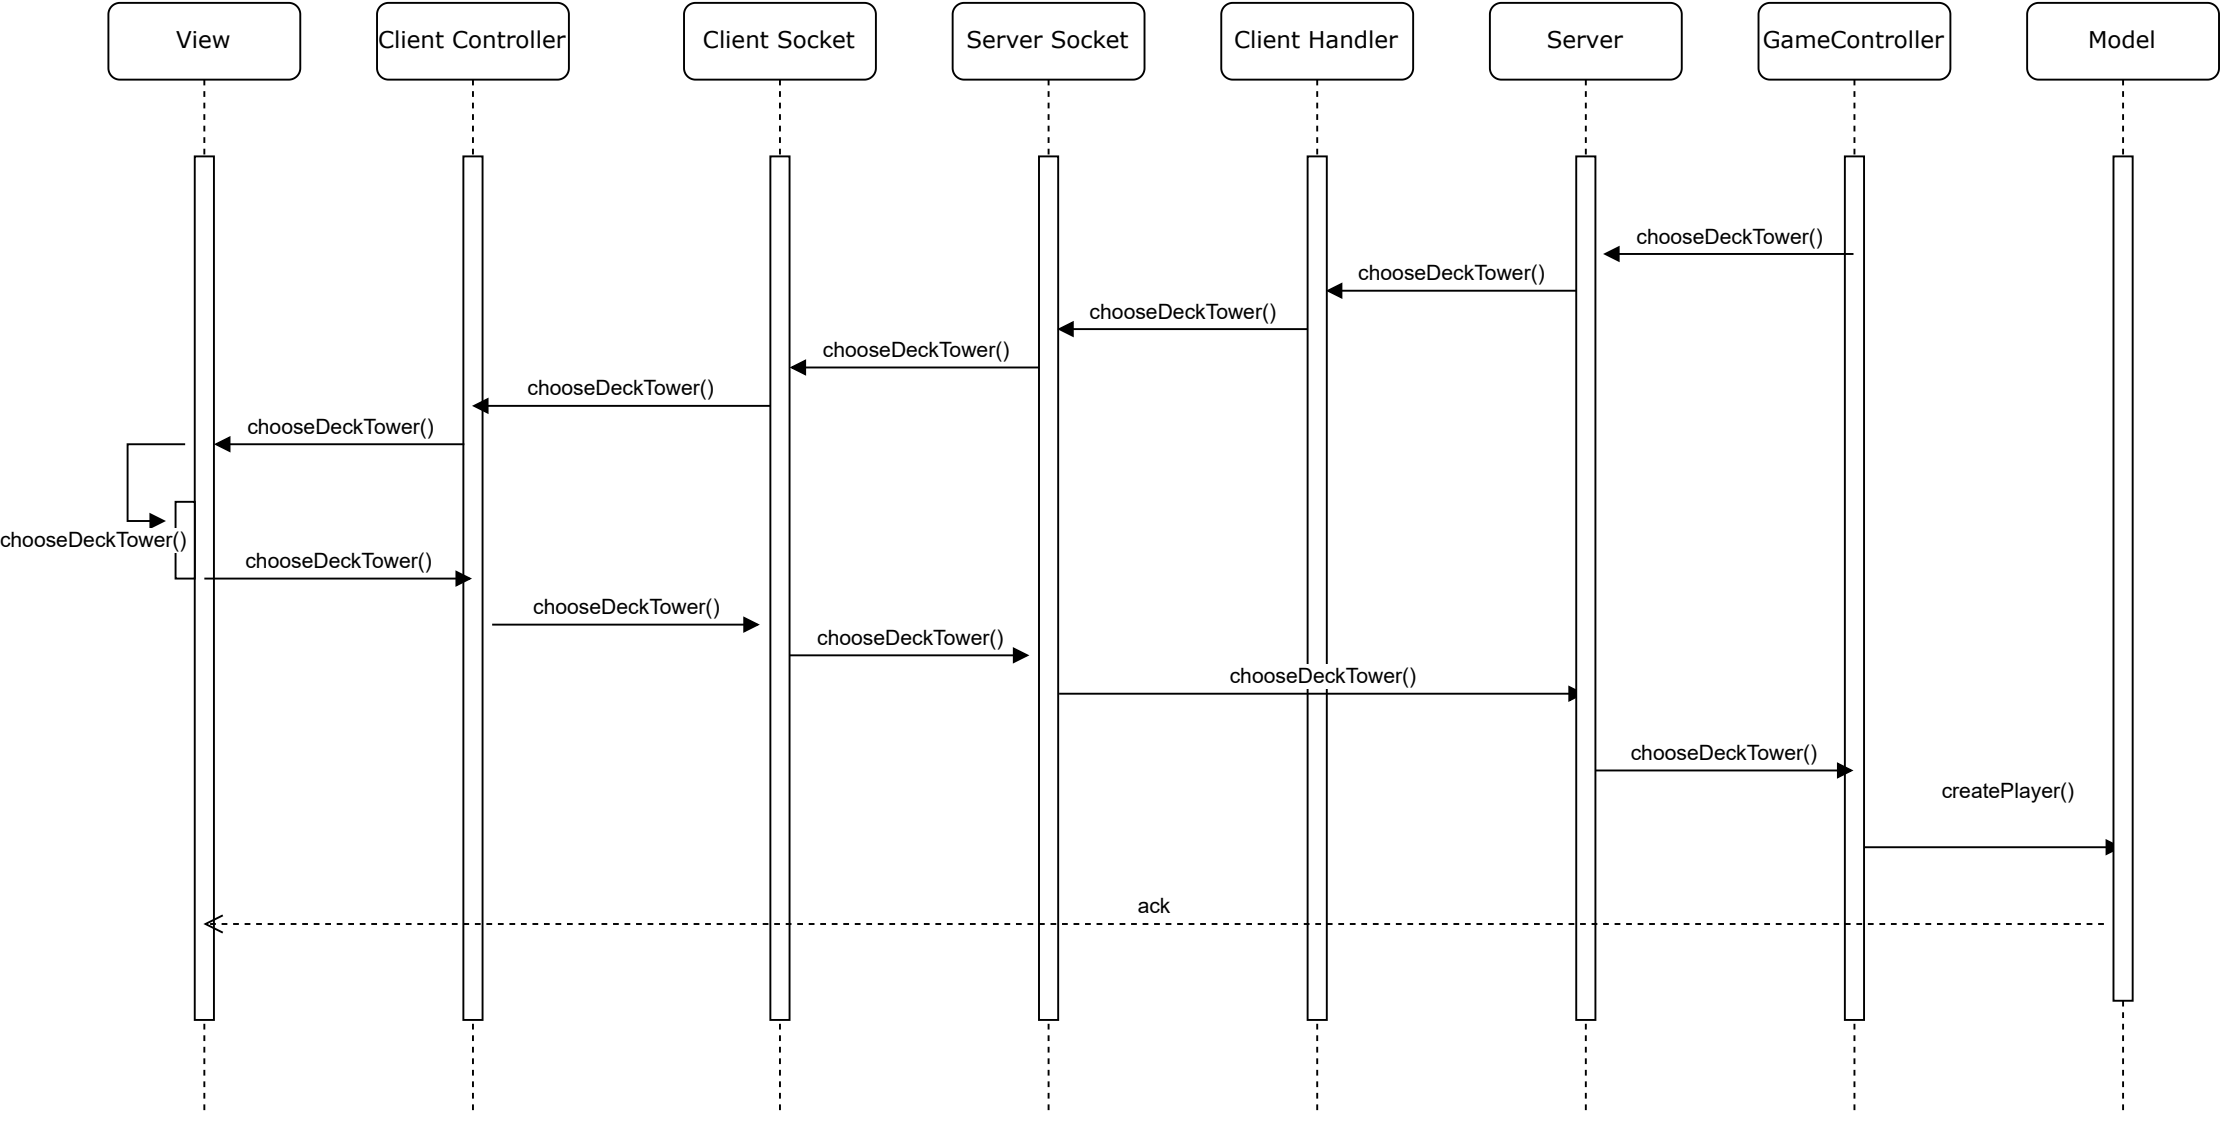 View
Client Controller
Client Socket
Server Socket
Client Handler
Server
GameController
Model
chooseDeckTower()
chooseDeckTower()
chooseDeckTower()
chooseDeckTower()
chooseDeckTower()
chooseDeckTower()
chooseDeckTower()
chooseDeckTower()
chooseDeckTower()
chooseDeckTower()
chooseDeckTower()
chooseDeckTower()
createPlayer()
ack